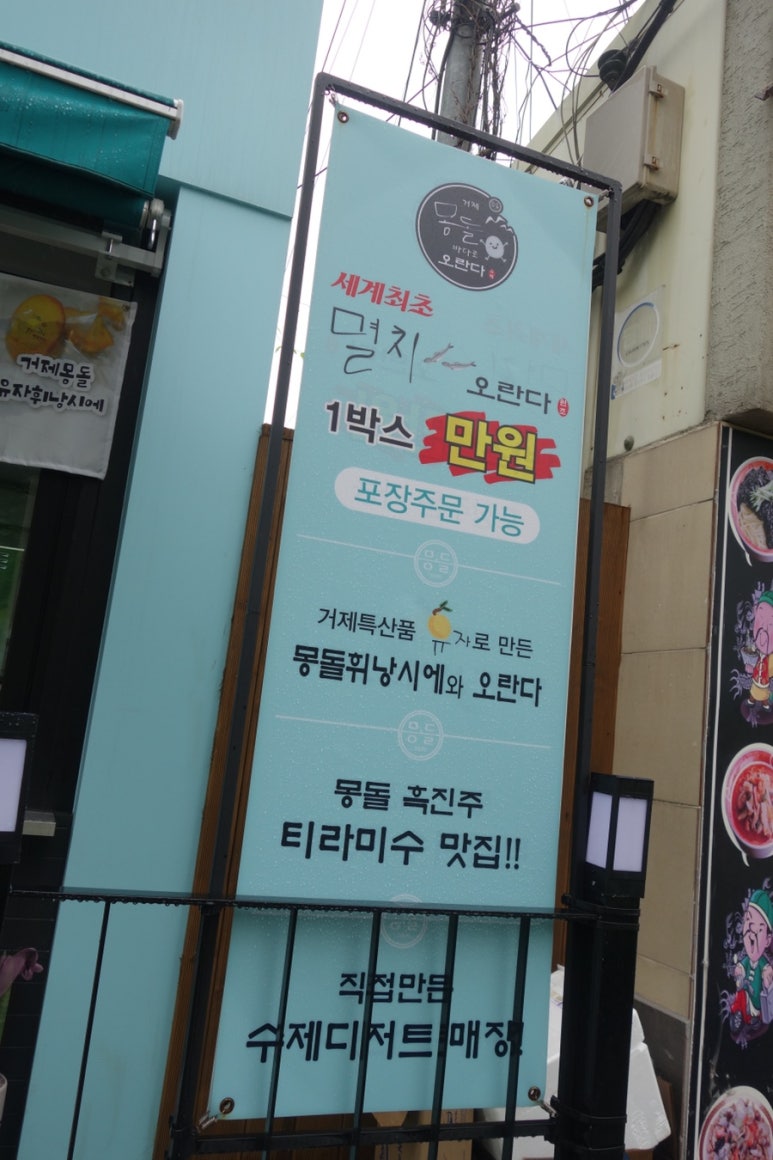 거제
몽돌
바다로
오란다
세계최초
멸치
오란다
1박스 만원
포장주문 가능
몽돌
거제특산품 유자로 만든
몽돌휘낭시에와 오란다
몽돌
몽돌 흑진주
티라미수 맛집!!
직접만든
수제디저트매장!
거제몽돌
유자휘낭시에